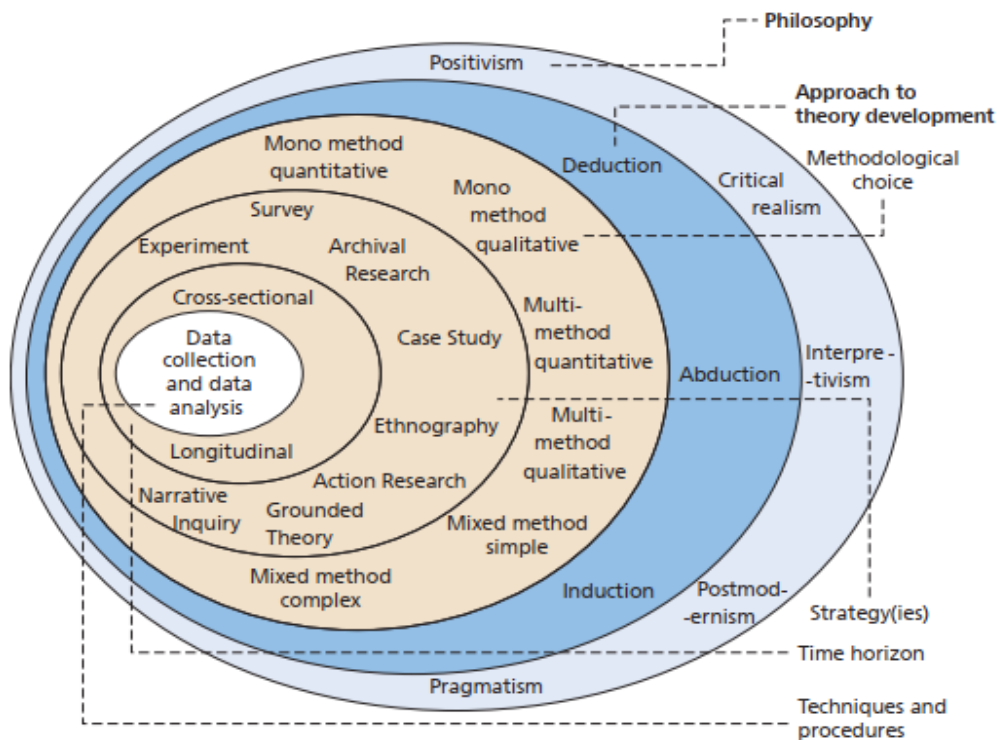 Philosophy
Positivism
Approach to
theory development
Mono method
quantitative
Deduction
Methodological
choice
Mono
method
qualitative
Critical
realism
Survey
Experiment
Archival
Research
Cross-sectional
Multi-
method
quantitative
Data
collection
and data
analysis
Case Study
Interpre-
-tivism
Abduction
Ethnography
Multi-
method
qualitative
Longitudinal
Action Research
Narrative
Inquiry
Grounded
Theory
Mixed method
simple
Mixed method
complex
Induction
Postmod-
-ernism
Strategy(ies)
Time horizon
Pragmatism
Techniques and
procedures